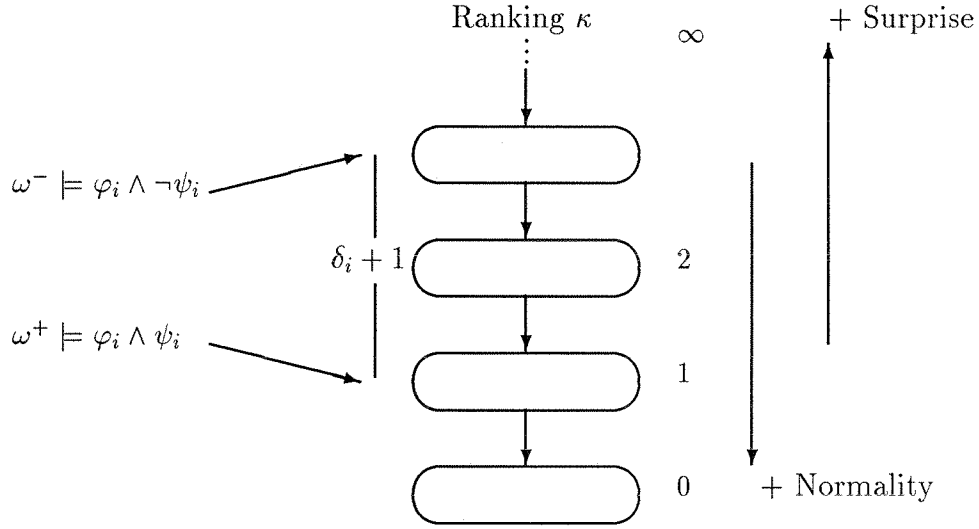 Ranking κ ∞ + Surprise
ω⁻ ⊨ φᵢ ∧ ¬ψᵢ
δᵢ + 1 2
ω⁺ ⊨ φᵢ ∧ ψᵢ
1
0 + Normality